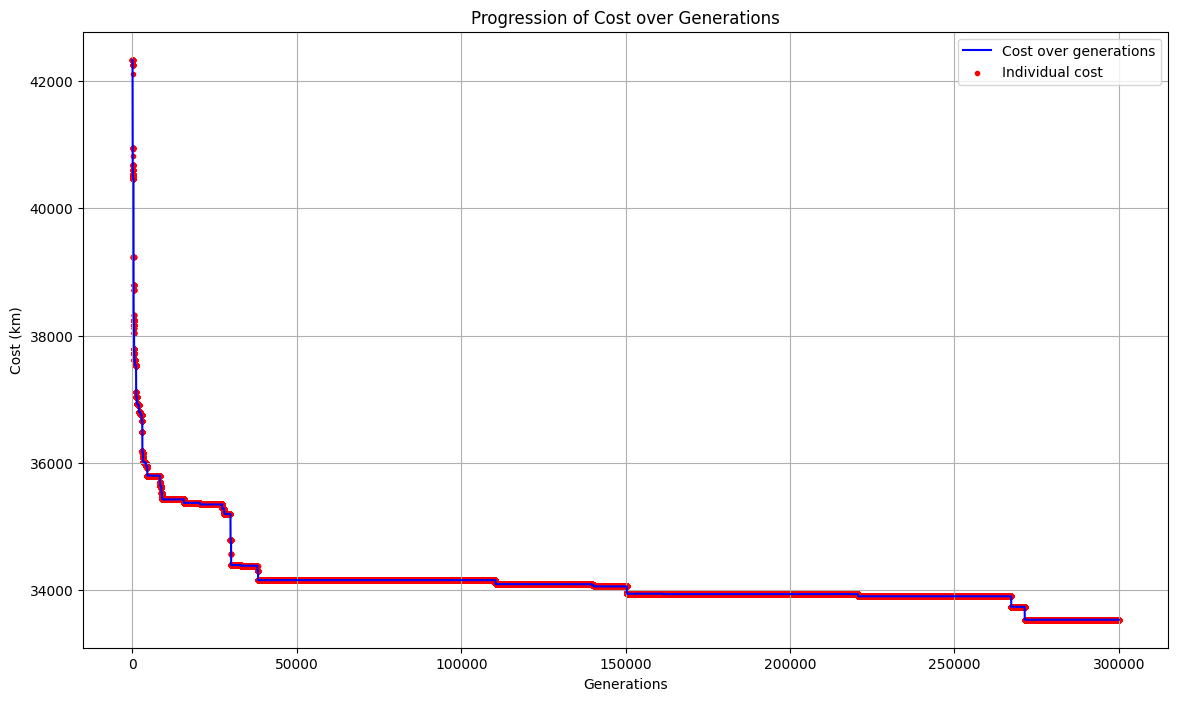 Progression of Cost over Generations
Cost over generations
Individual cost
42000
40000
38000
36000
34000
Cost (km)
0
50000
100000
150000
200000
250000
300000
Generations